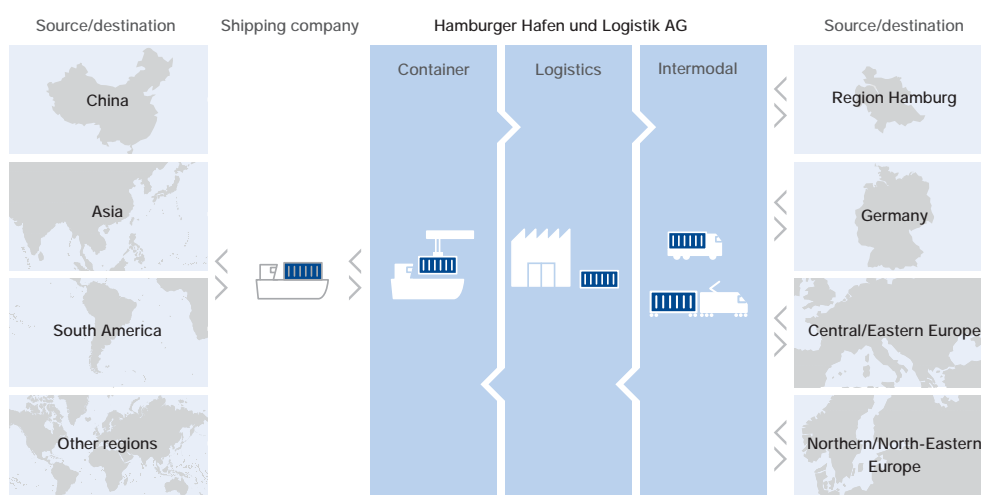 Source/destination
Shipping company
Hamburger Hafen und Logistik AG
Source/destination
China
Asia
South America
Other regions
Container
Logistics
Intermodal
Region Hamburg
Germany
Central/Eastern Europe
Northern/North-Eastern
Europe